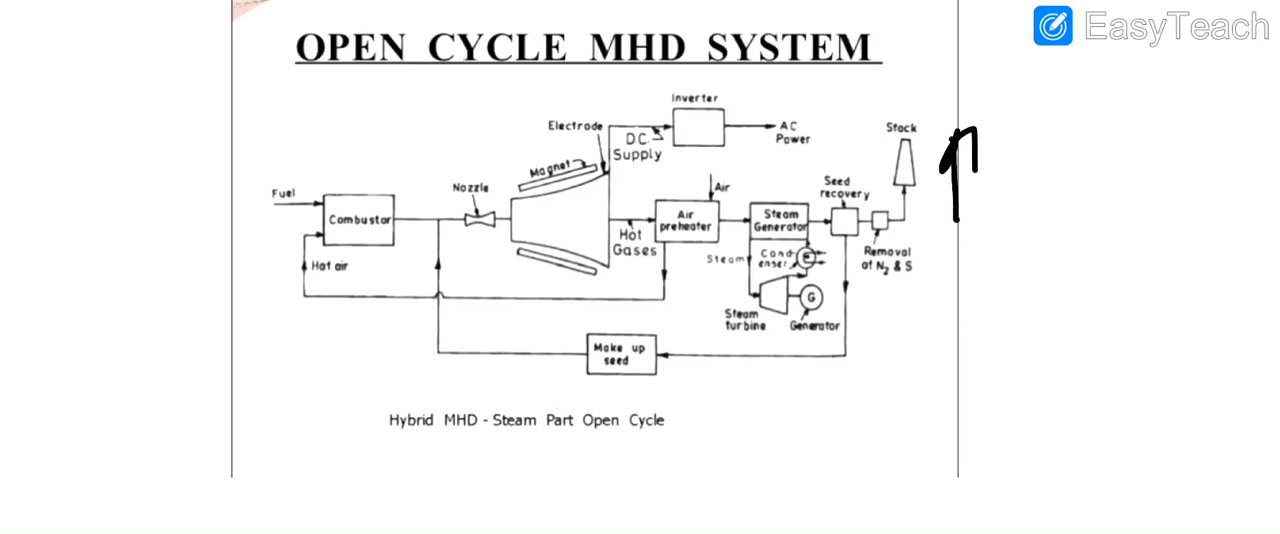 EasyTeach
OPEN CYCLE MHD SYSTEM
Inverter
Electrode
D.C.
Supply
AC
Power
Stack
Magnet
Fuel
Nozzle
Air
Seed
recovery
Combustor
Air
preheater
Steam
Generator
Hot
Gases
Hot air
Steam
Cond-
enser
Removal
of N2 & S
Steam
turbine
G
Generator
Make up
seed
Hybrid MHD - Steam Part Open Cycle